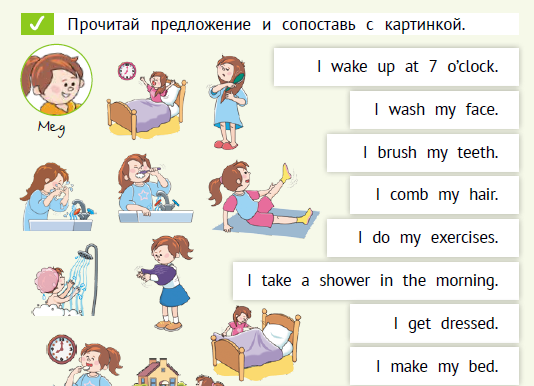 Прочитай предложение и сопоставь с картинкой.
Мед
I wake up at 7 o'clock.
I wash my face.
I brush my teeth.
I comb my hair.
I do my exercises.
I take a shower in the morning.
I get dressed.
I make my bed.